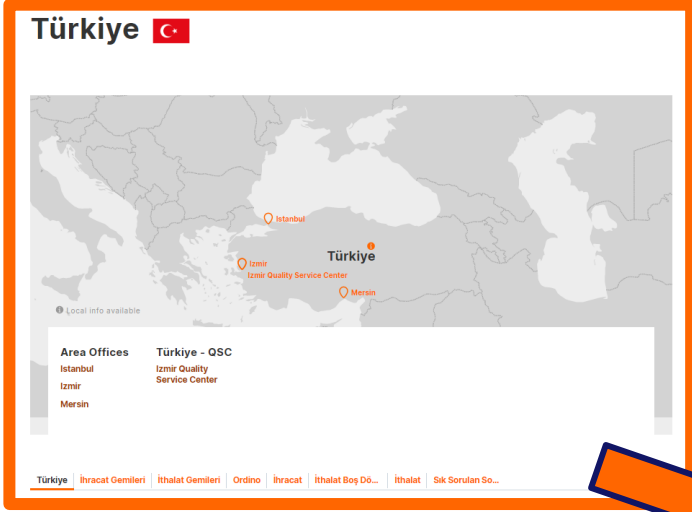 Türkiye
Istanbul
Türkiye
Izmir
Izmir Quality Service Center
Mersin
Local info available
Area Offices
Istanbul
Izmir
Mersin
Türkiye - QSC
Izmir Quality
Service Center
Türkiye İhracat Gemileri İthalat Gemileri Ordino İhracat İthalat Boş Dö... İthalat Sık Sorulan So...